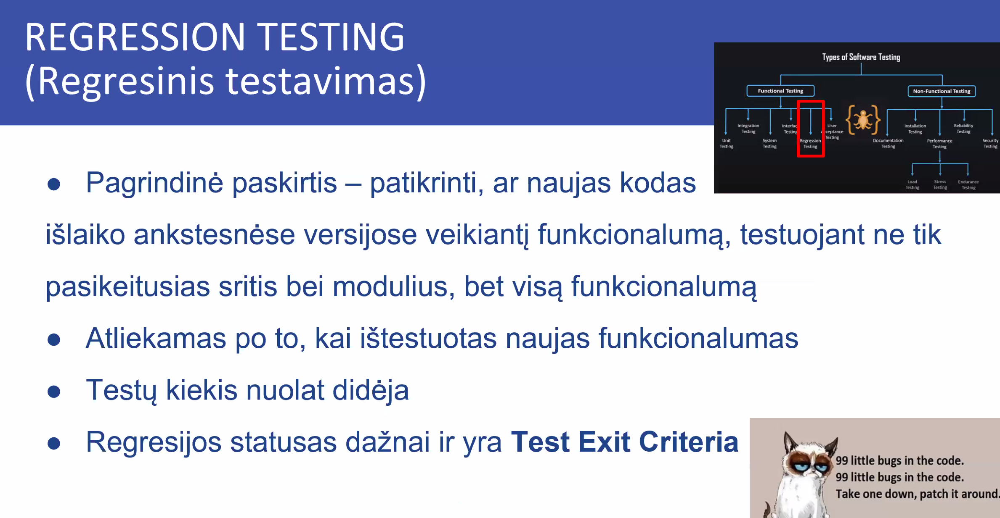 REGRESSION TESTING
(Regresinis testavimas)
Types of Software Testing
Functional Testing
Non-Functional Testing
Integration
Testing
Interfac
Testing
User
cceptance
Testing
Unit
Testing
System
Testing
Regression
Testing
Installation
Testing
Reliability
Testing
Documentation
Testing
Performance
Testing
Security
Testing
Load
Testing
Stress
Testing
Endurance
Testing
● Pagrindinė paskirtis – patikrinti, ar naujas kodas
išlaiko ankstesnėse versijose veikiantį funkcionalumą, testuojant ne tik
pasikeitusias sritis bei modulius, bet visą funkcionalumą
● Atliekamas po to, kai ištestuotas naujas funkcionalumas
● Testų kiekis nuolat didėja
● Regresijos statusas dažnai ir yra Test Exit Criteria
99 little bugs in the code.
99 little bugs in the code.
Take one down, patch it around.